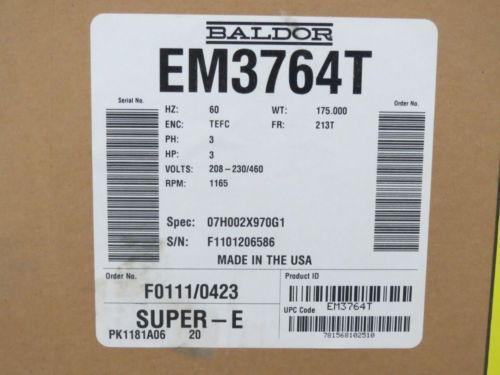 BALDOR
EM3764T
Serial No.
Order No.
HZ: 60 WT: 175.000
ENC: TEFC FR: 213T
PH: 3
HP: 3
VOLTS: 208-230/460
RPM: 1165
Spec: 07H002X970G1
S/N: F1101206586
MADE IN THE USA
Order No.
F0111/0423
Product ID
EM3764T
UPC Code
781568102510
SUPER-E
PK1181A06 20